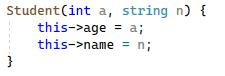 Student(int a, string n) {
    this->age = a;
    this->name = n;
}